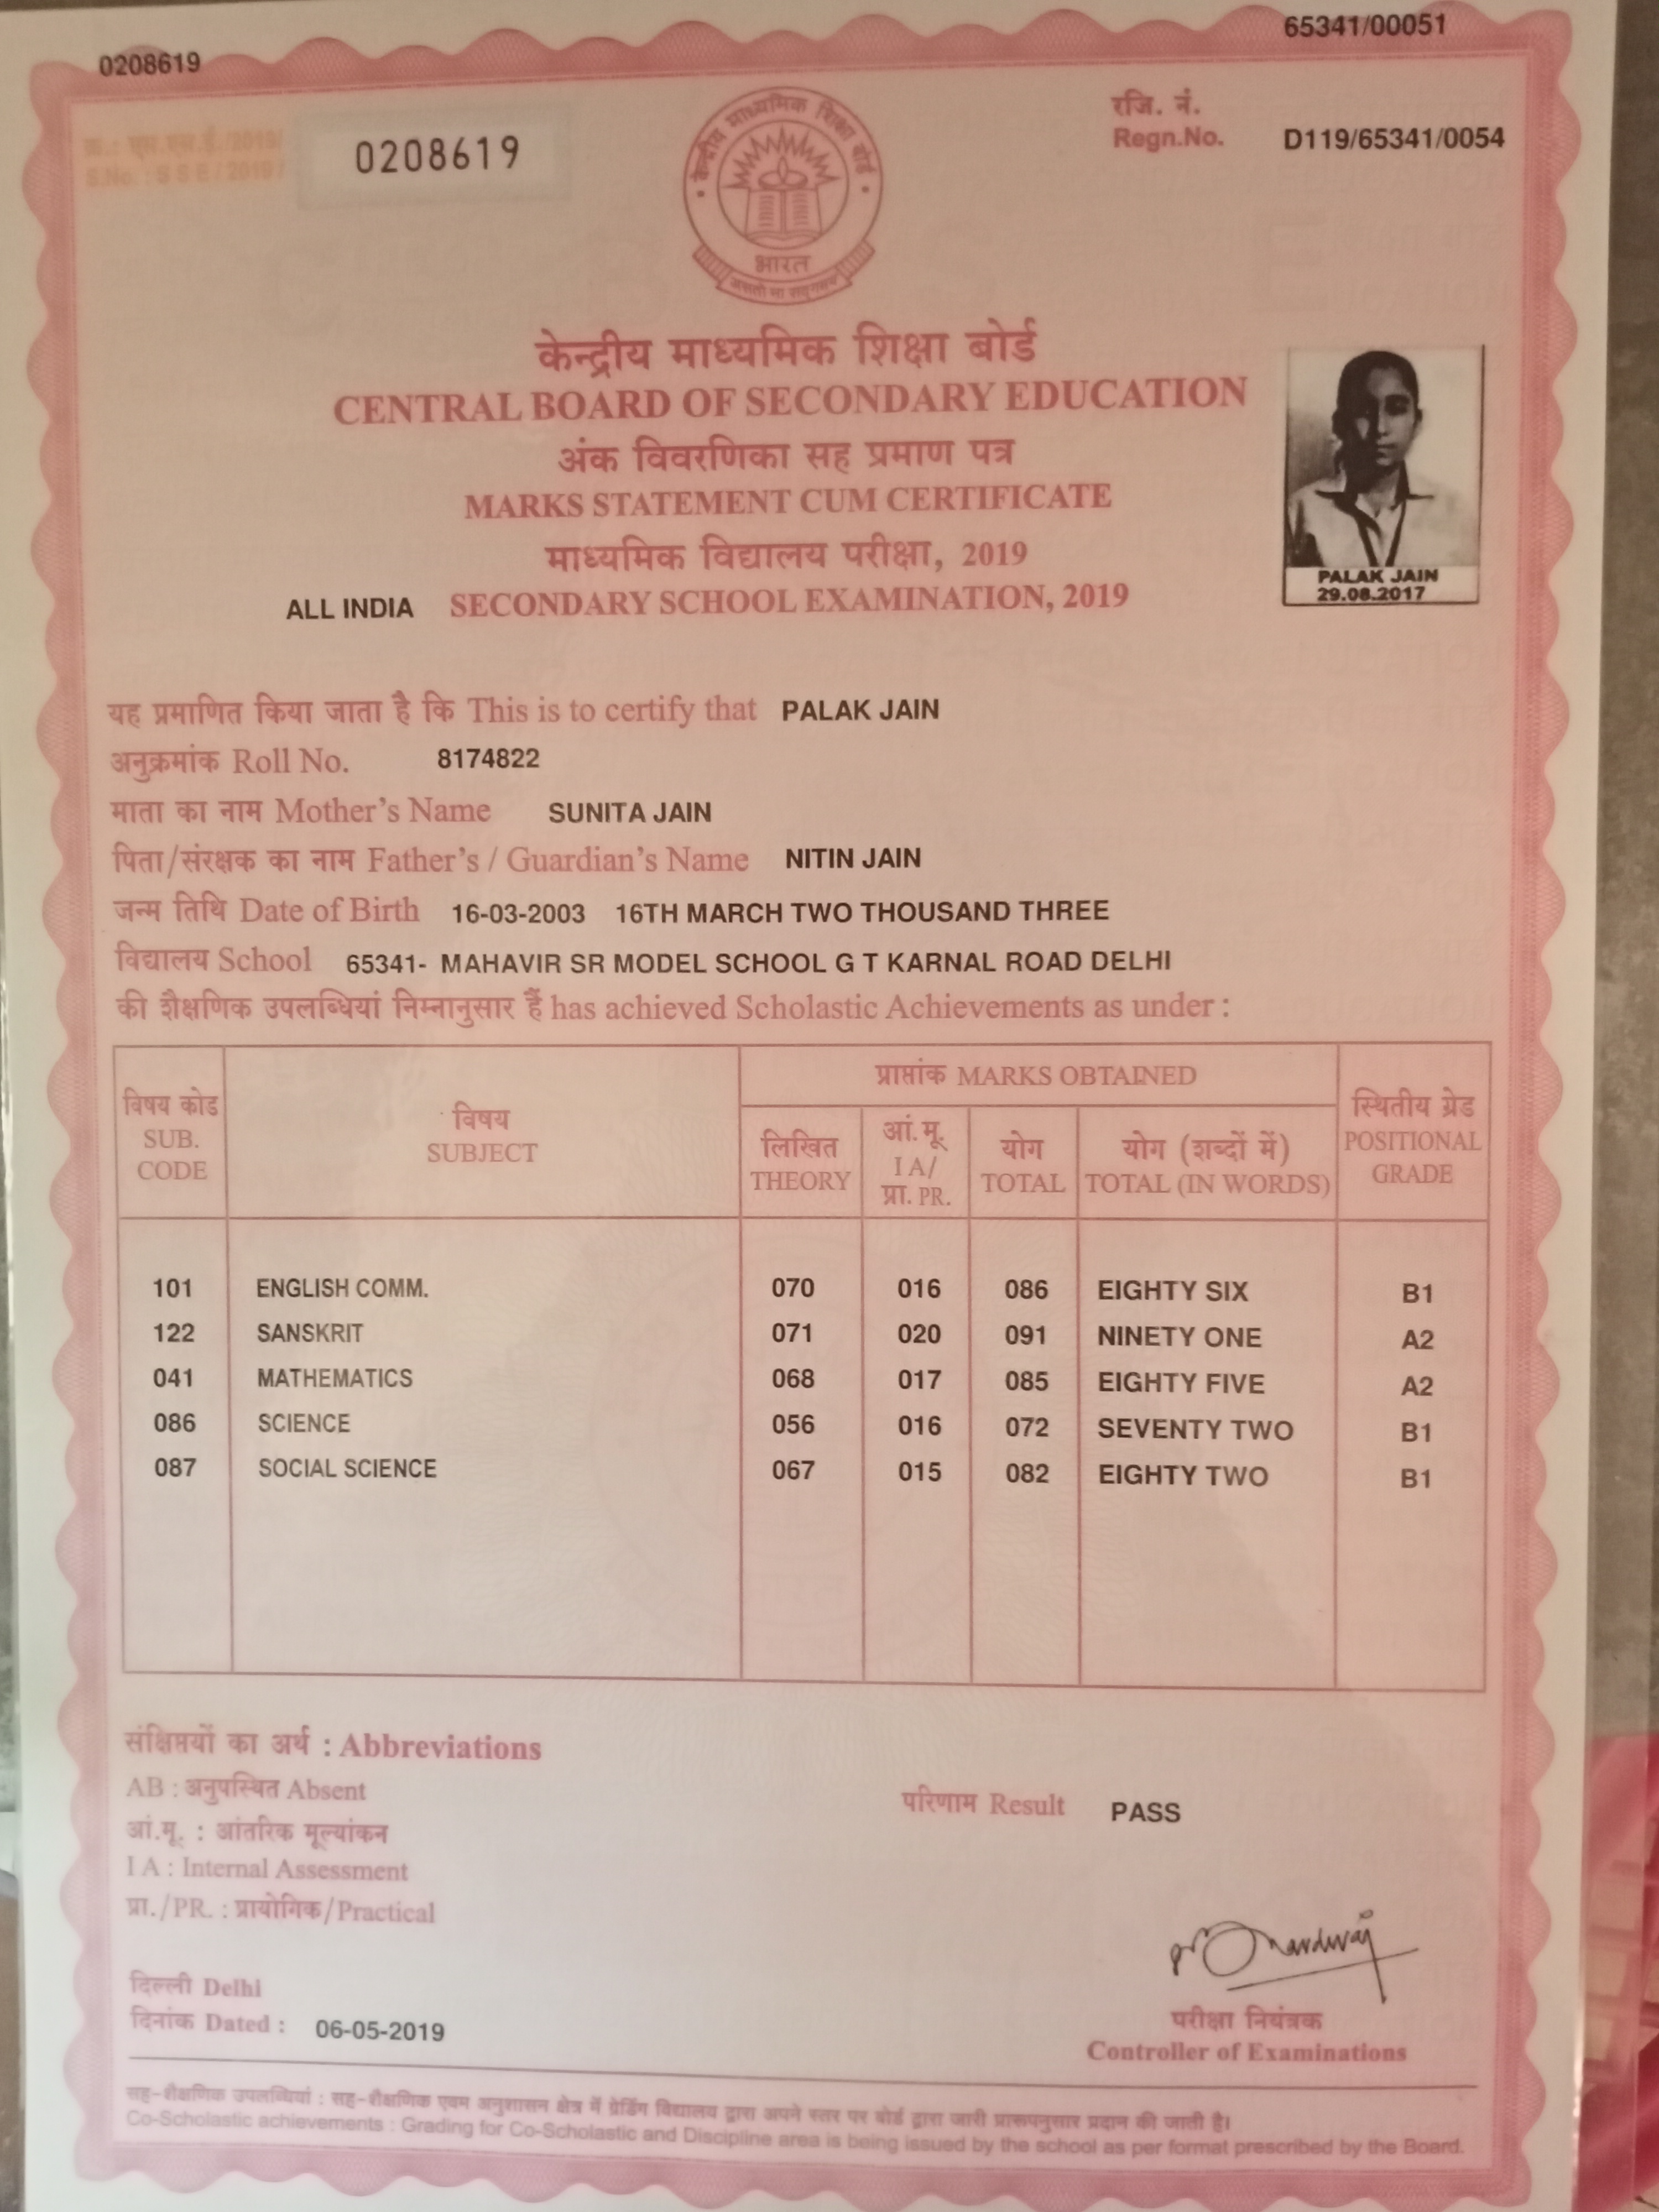 65341/00051
0208619
क्र.: एस.एस.ई./2019/
S.No : S S E / 2019 /
0208619
रजि. नं.
Regn.No. D119/65341/0054
केन्द्रीय माध्यमिक शिक्षा बोर्ड
भारत
असतो मा सद्गमय
केन्द्रीय माध्यमिक शिक्षा बोर्ड
CENTRAL BOARD OF SECONDARY EDUCATION
अंक विवरणिका सह प्रमाण पत्र
MARKS STATEMENT CUM CERTIFICATE
माध्यमिक विद्यालय परीक्षा, 2019
ALL INDIA SECONDARY SCHOOL EXAMINATION, 2019
PALAK JAIN
29.08.2017
यह प्रमाणित किया जाता है कि This is to certify that PALAK JAIN
अनुक्रमांक Roll No. 8174822
माता का नाम Mother's Name SUNITA JAIN
पिता/संरक्षक का नाम Father's / Guardian's Name NITIN JAIN
जन्म तिथि Date of Birth 16-03-2003 16TH MARCH TWO THOUSAND THREE
विद्यालय School 65341- MAHAVIR SR MODEL SCHOOL G T KARNAL ROAD DELHI
की शैक्षणिक उपलब्धियां निम्नानुसार हैं has achieved Scholastic Achievements as under :
विषय कोड
SUB.
CODE
विषय
SUBJECT
प्राप्तांक MARKS OBTAINED
लिखित
THEORY
आं.मू.
I A/
प्रा. PR.
योग
TOTAL
योग (शब्दों में)
TOTAL (IN WORDS)
स्थितीय ग्रेड
POSITIONAL
GRADE
101 ENGLISH COMM. 070 016 086 EIGHTY SIX B1
122 SANSKRIT 071 020 091 NINETY ONE A2
041 MATHEMATICS 068 017 085 EIGHTY FIVE A2
086 SCIENCE 056 016 072 SEVENTY TWO B1
087 SOCIAL SCIENCE 067 015 082 EIGHTY TWO B1
संक्षिप्तयों का अर्थ : Abbreviations
AB : अनुपस्थित Absent
परिणाम Result PASS
आं.मू. : आंतरिक मूल्यांकन
I A : Internal Assessment
प्रा./PR. : प्रायोगिक/Practical
दिल्ली Delhi
दिनांक Dated : 06-05-2019
परीक्षा नियंत्रक
Controller of Examinations
सह-शैक्षणिक उपलब्धियां : सह-शैक्षणिक एवम अनुशासन क्षेत्र में ग्रेडिंग विद्यालय द्वारा अपने स्तर पर बोर्ड द्वारा जारी प्रारूपनुसार प्रदान की जाती है।
Co-Scholastic achievements : Grading for Co-Scholastic and Discipline area is being issued by the school as per format prescribed by the Board.